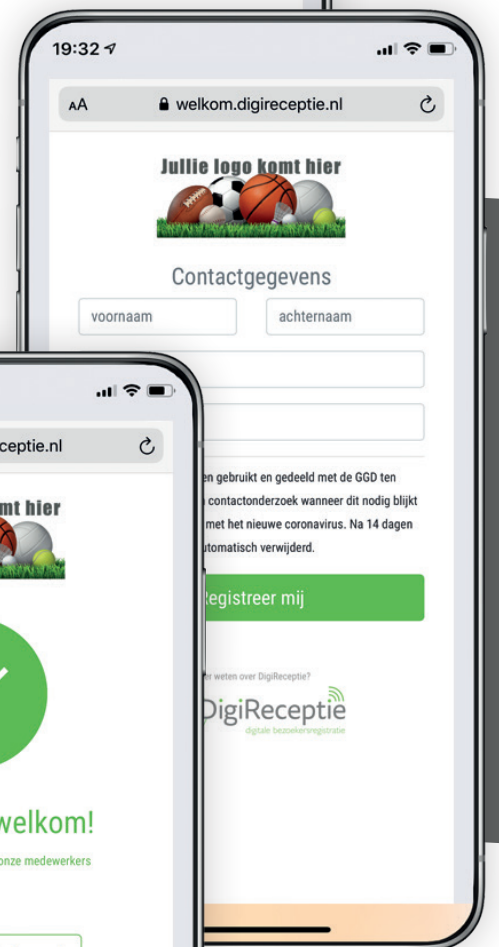 19:32
AA welkom.digireceptie.nl
Jullie logo komt hier
Contactgegevens
voornaam achternaam
en gebruikt en gedeeld met de GGD ten
contactonderzoek wanneer dit nodig blijkt
met het nieuwe coronavirus. Na 14 dagen
utomatisch verwijderd.
Registreer mij
r weten over DigiReceptie?
DigiReceptie
digitale bezoekersregistratie
ceptie.nl
mt hier
welkom!
onze medewerkers